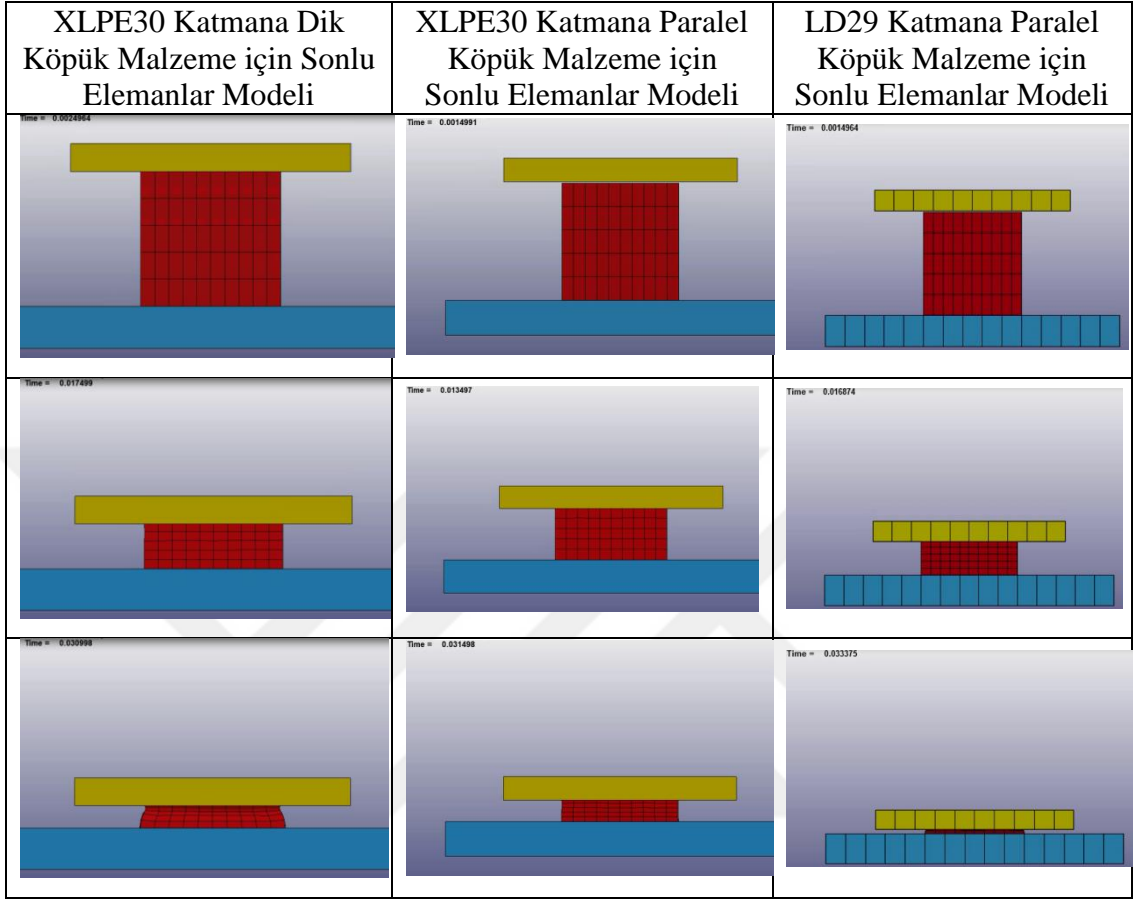 XLPE30 Katmana Dik
Köpük Malzeme için Sonlu
Elemanlar Modeli
XLPE30 Katmana Paralel
Köpük Malzeme için
Sonlu Elemanlar Modeli
LD29 Katmana Paralel
Köpük Malzeme için
Sonlu Elemanlar Modeli
Time = 0.0024964
Time = 0.0014991
Time = 0.0014964
Time = 0.017499
Time = 0.013497
Time = 0.016874
Time = 0.030998
Time = 0.031498
Time = 0.033375